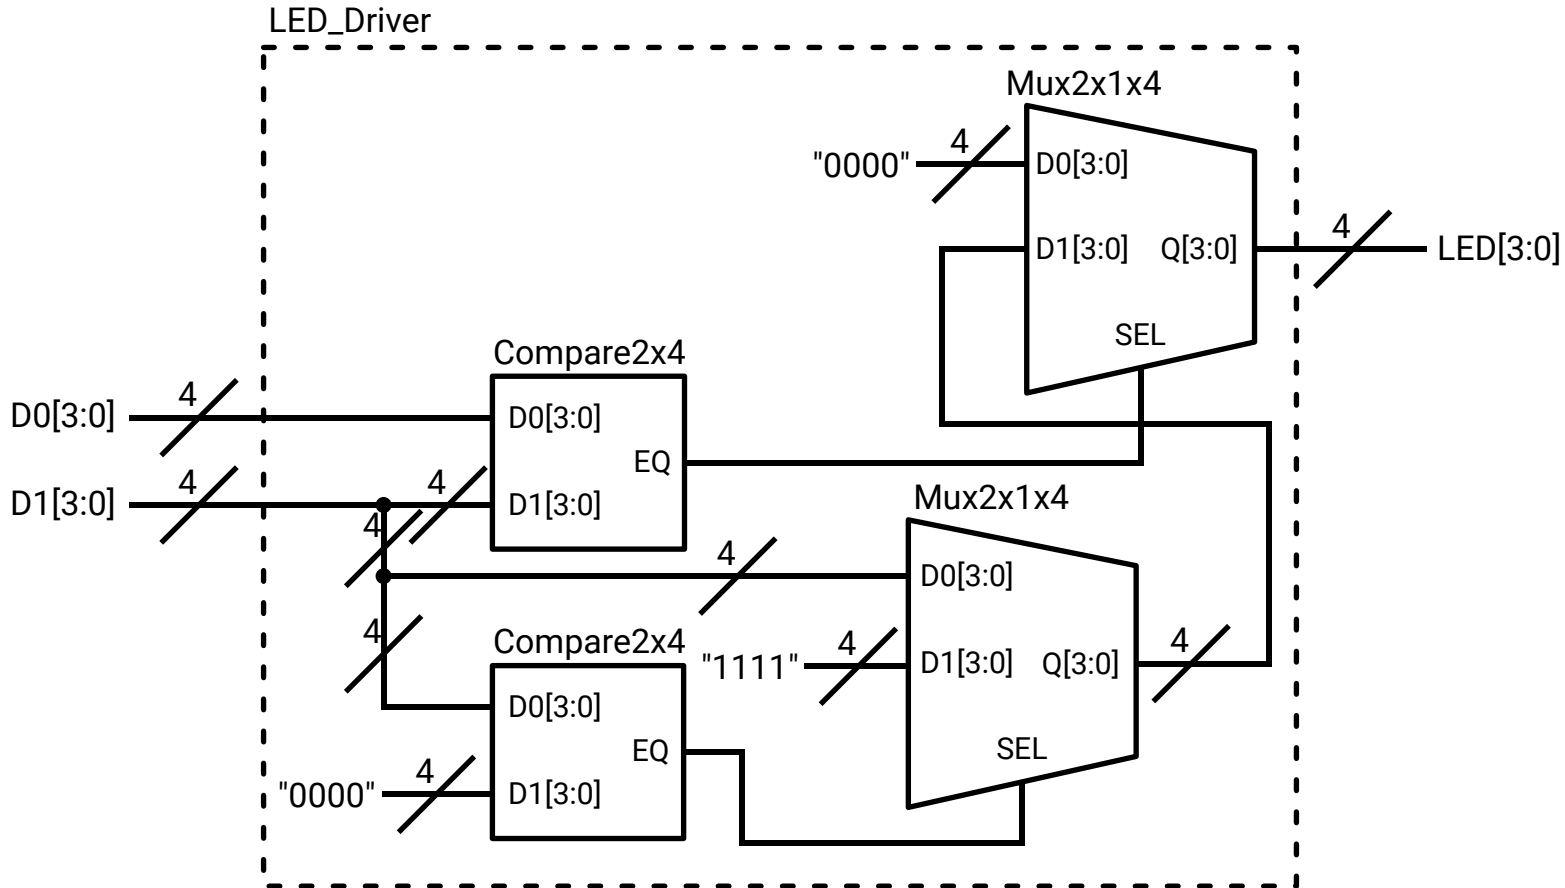 LED_Driver
Mux2x1x4
4
"0000"
D0[3:0]
D1[3:0]
Q[3:0]
SEL
4
LED[3:0]
Compare2x4
4
D0[3:0]
D0[3:0]
EQ
4
D1[3:0]
4
D1[3:0]
4
Mux2x1x4
4
D0[3:0]
4
Compare2x4
"1111"
4
D1[3:0]
Q[3:0]
4
SEL
D0[3:0]
EQ
"0000"
4
D1[3:0]